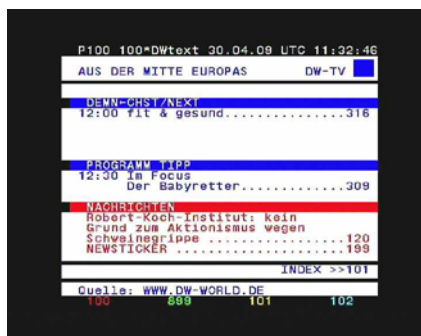 P100 100*DWtext 30.04.09 UTC 11:32:46
AUS DER MITTE EUROPAS DW-TV
DEMN←CHST/NEXT
12:00 fit & gesund...............316
PROGRAMM TIPP
12:30 Im Focus
Der Babyretter.............309
NACHRICHTEN
Robert-Koch-Institut: kein
Grund zum Aktionismus wegen
Schweinegrippe ..................120
NEWSTICKER ......................199
INDEX >>101
Quelle: WWW.DW-WORLD.DE
100 899 101 102